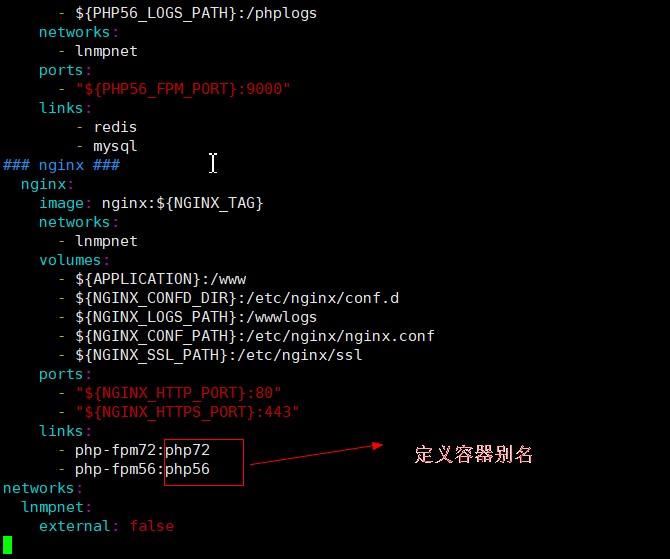 - ${PHP56_LOGS_PATH}:/phplogs
networks:
- lnmpnet
ports:
- "${PHP56_FPM_PORT}:9000"
links:
- redis
- mysql
### nginx ###
nginx:
image: nginx:${NGINX_TAG}
networks:
- lnmpnet
volumes:
- ${APPLICATION}:/www
- ${NGINX_CONFD_DIR}:/etc/nginx/conf.d
- ${NGINX_LOGS_PATH}:/wwwlogs
- ${NGINX_CONF_PATH}:/etc/nginx/nginx.conf
- ${NGINX_SSL_PATH}:/etc/nginx/ssl
ports:
- "${NGINX_HTTP_PORT}:80"
- "${NGINX_HTTPS_PORT}:443"
links:
- php-fpm72:php72
- php-fpm56:php56
定义容器别名
networks:
lnmpnet:
external: false